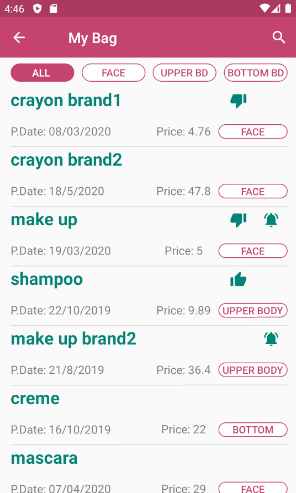 4:46
My Bag
ALL FACE UPPER BD BOTTOM BD
crayon brand1
P.Date: 08/03/2020 Price: 4.76 FACE
crayon brand2
P.Date: 18/5/2020 Price: 47.8 FACE
make up
P.Date: 19/03/2020 Price: 5 FACE
shampoo
P.Date: 22/10/2019 Price: 9.89 UPPER BODY
make up brand2
P.Date: 21/8/2019 Price: 36.4 UPPER BODY
creme
P.Date: 16/10/2019 Price: 22 BOTTOM
mascara
P.Date: 07/04/2020 Price: 29 FACE